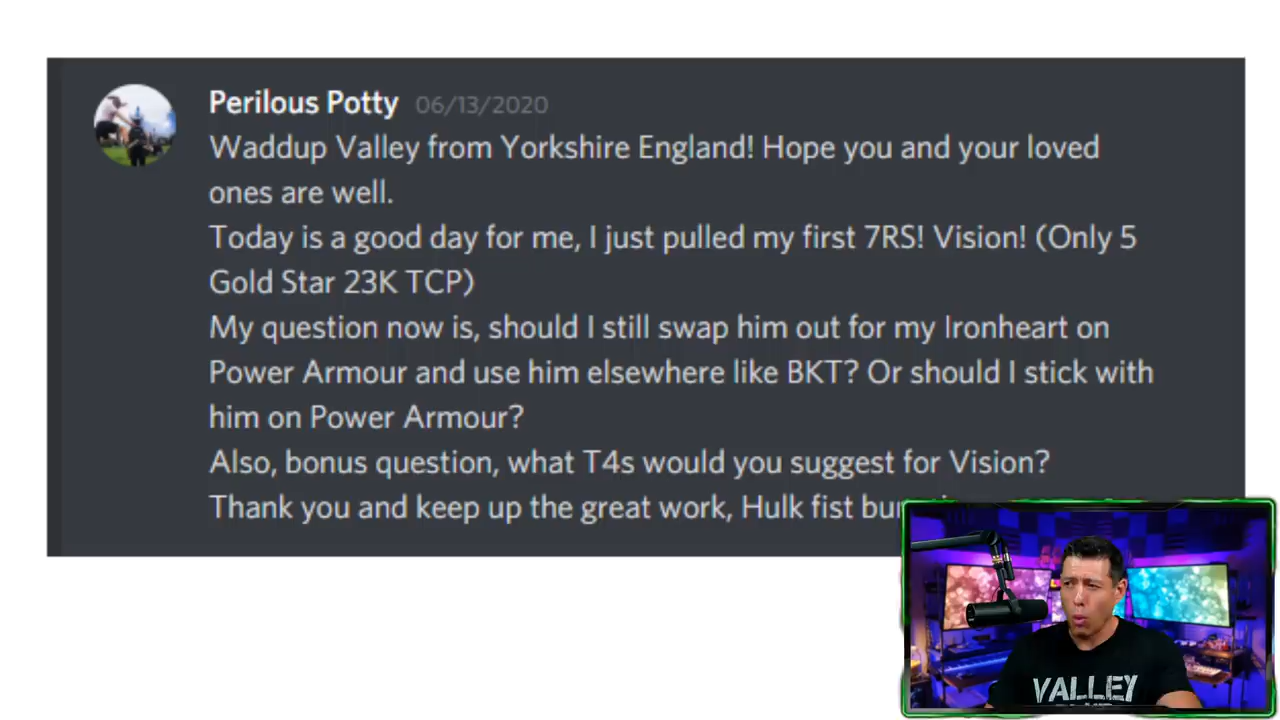 Perilous Potty 06/13/2020
Waddup Valley from Yorkshire England! Hope you and your loved
ones are well.
Today is a good day for me, I just pulled my first 7RS! Vision! (Only 5
Gold Star 23K TCP)
My question now is, should I still swap him out for my Ironheart on
Power Armour and use him elsewhere like BKT? Or should I stick with
him on Power Armour?
Also, bonus question, what T4s would you suggest for Vision?
Thank you and keep up the great work, Hulk fist
VALLEY